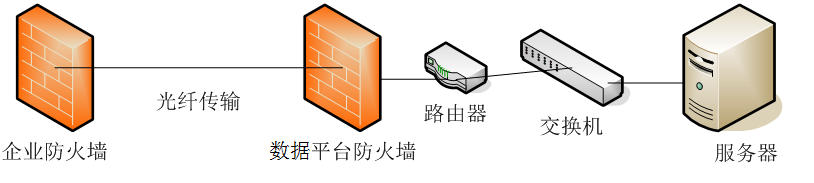 光纤传输
企业防火墙
数据平台防火墙
路由器
交换机
服务器